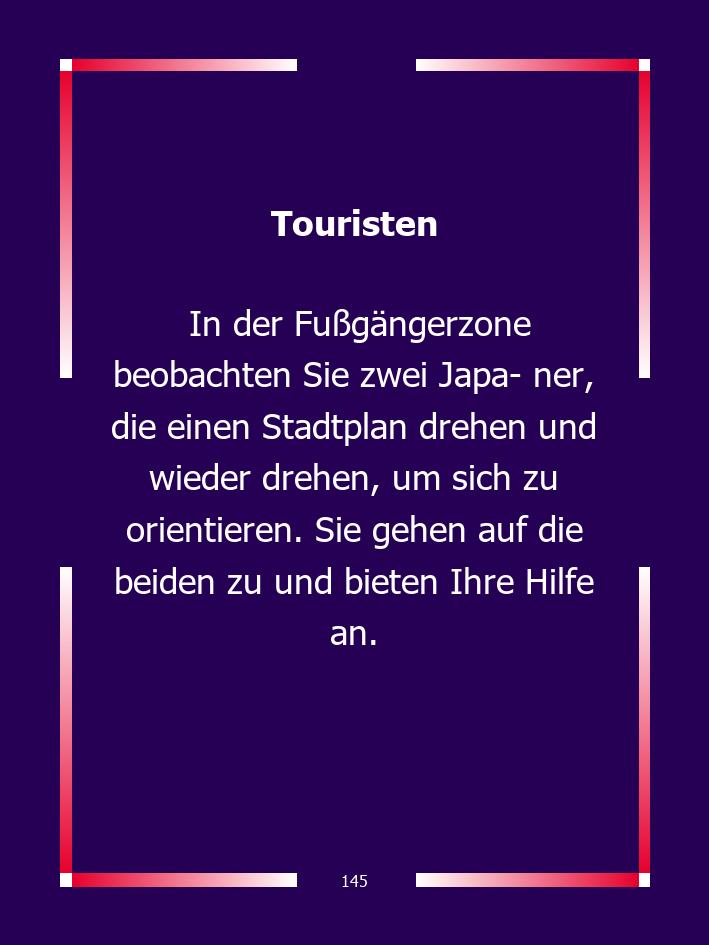 Touristen
In der Fußgängerzone
beobachten Sie zwei Japa- ner,
die einen Stadtplan drehen und
wieder drehen, um sich zu
orientieren. Sie gehen auf die
beiden zu und bieten Ihre Hilfe
an.
145